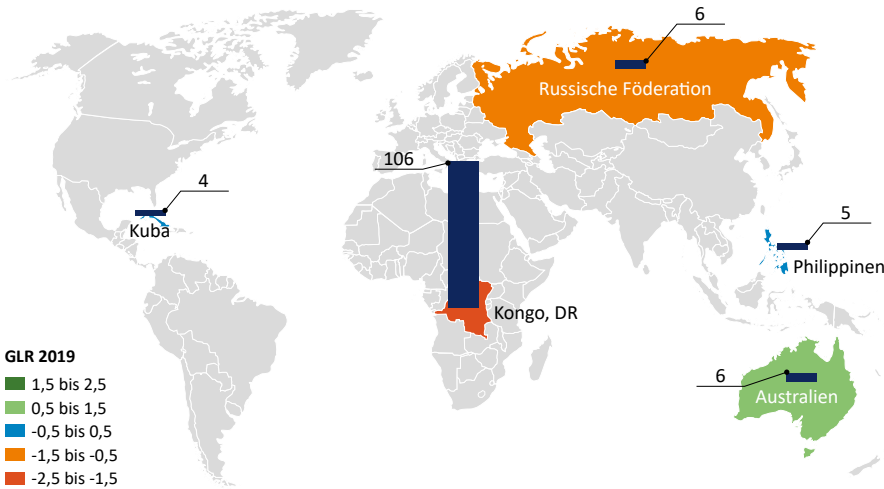 6
Russische Föderation
106
4
Kuba
5
Philippinen
Kongo, DR
GLR 2019
1,5 bis 2,5
0,5 bis 1,5
-0,5 bis 0,5
-1,5 bis -0,5
-2,5 bis -1,5
6
Australien